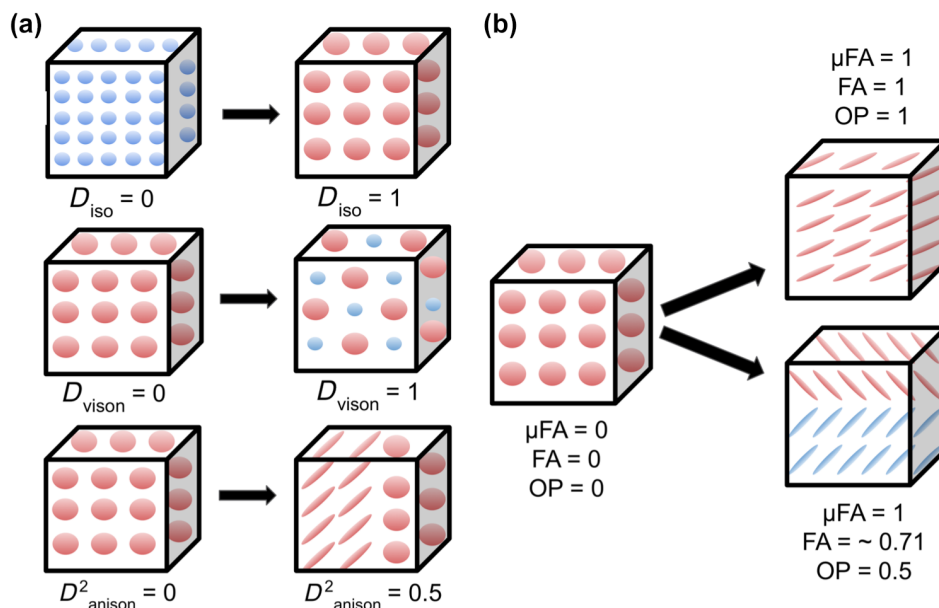 (a)
D_iso = 0
D_iso = 1
D_vison = 0
D_vison = 1
D²_anison = 0
D²_anison = 0.5
(b)
µFA = 0
FA = 0
OP = 0
µFA = 1
FA = 1
OP = 1
µFA = 1
FA = ~ 0.71
OP = 0.5